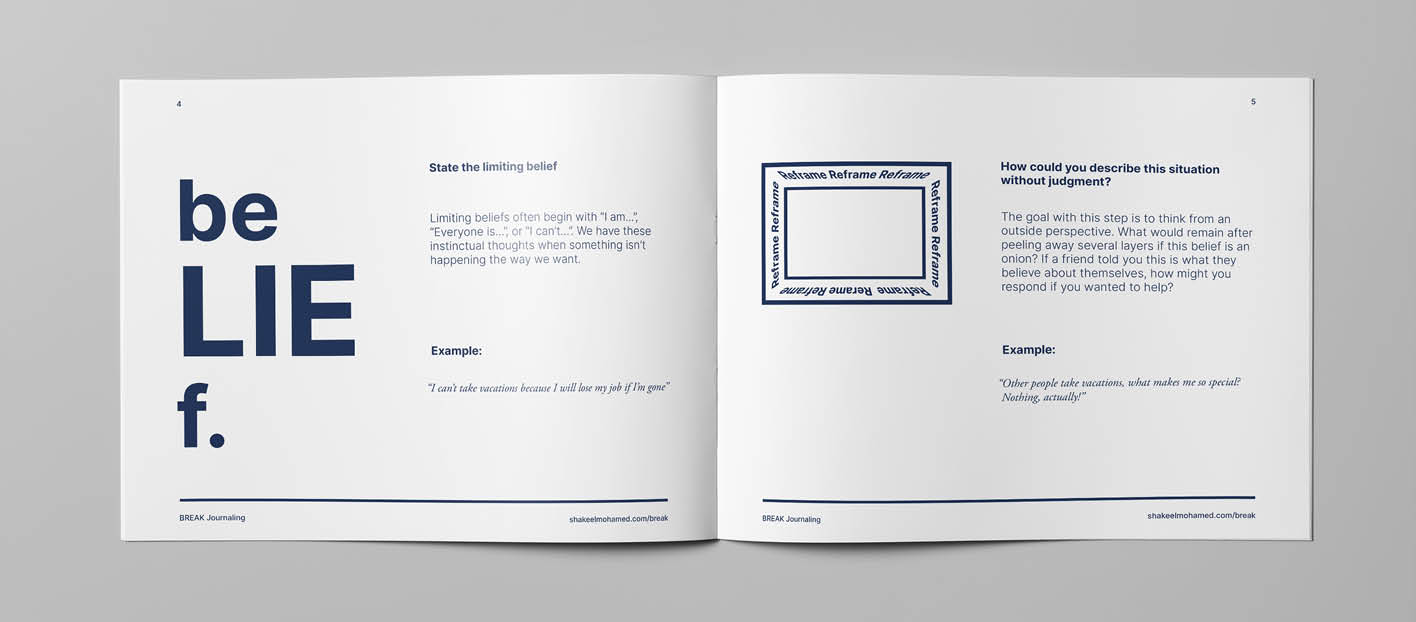 4
be
LIE
f.
State the limiting belief
Limiting beliefs often begin with “I am...”,
“Everyone is...”, or “I can't...”. We have these
instinctual thoughts when something isn't
happening the way we want.
Example:
“I can't take vacations because I will lose my job if I'm gone”
BREAK Journaling
shakeelmohamed.com/break
5
Reframe Reframe Reframe
Reframe Reframe
Reframe Rerame Reframe
Reframe Reframe
How could you describe this situation
without judgment?
The goal with this step is to think from an
outside perspective. What would remain after
peeling away several layers if this belief is an
onion? If a friend told you this is what they
believe about themselves, how might you
respond if you wanted to help?
Example:
“Other people take vacations, what makes me so special?
Nothing, actually!”
BREAK Journaling
shakeelmohamed.com/break